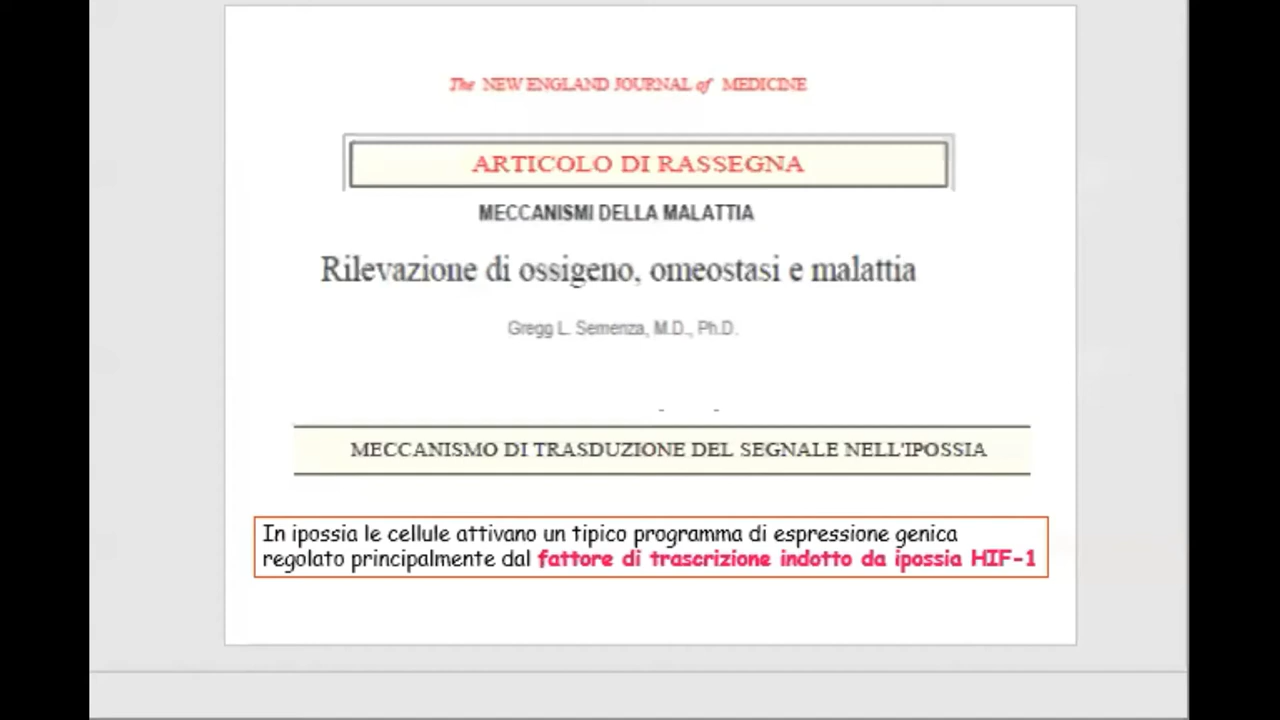 The NEW ENGLAND JOURNAL of MEDICINE
ARTICOLO DI RASSEGNA
MECCANISMI DELLA MALATTIA
Rilevazione di ossigeno, omeostasi e malattia
Gregg L. Semenza, M.D., Ph.D.
MECCANISMO DI TRASDUZIONE DEL SEGNALE NELL'IPOSSIA
In ipossia le cellule attivano un tipico programma di espressione genica
regolato principalmente dal fattore di trascrizione indotto da ipossia HIF-1